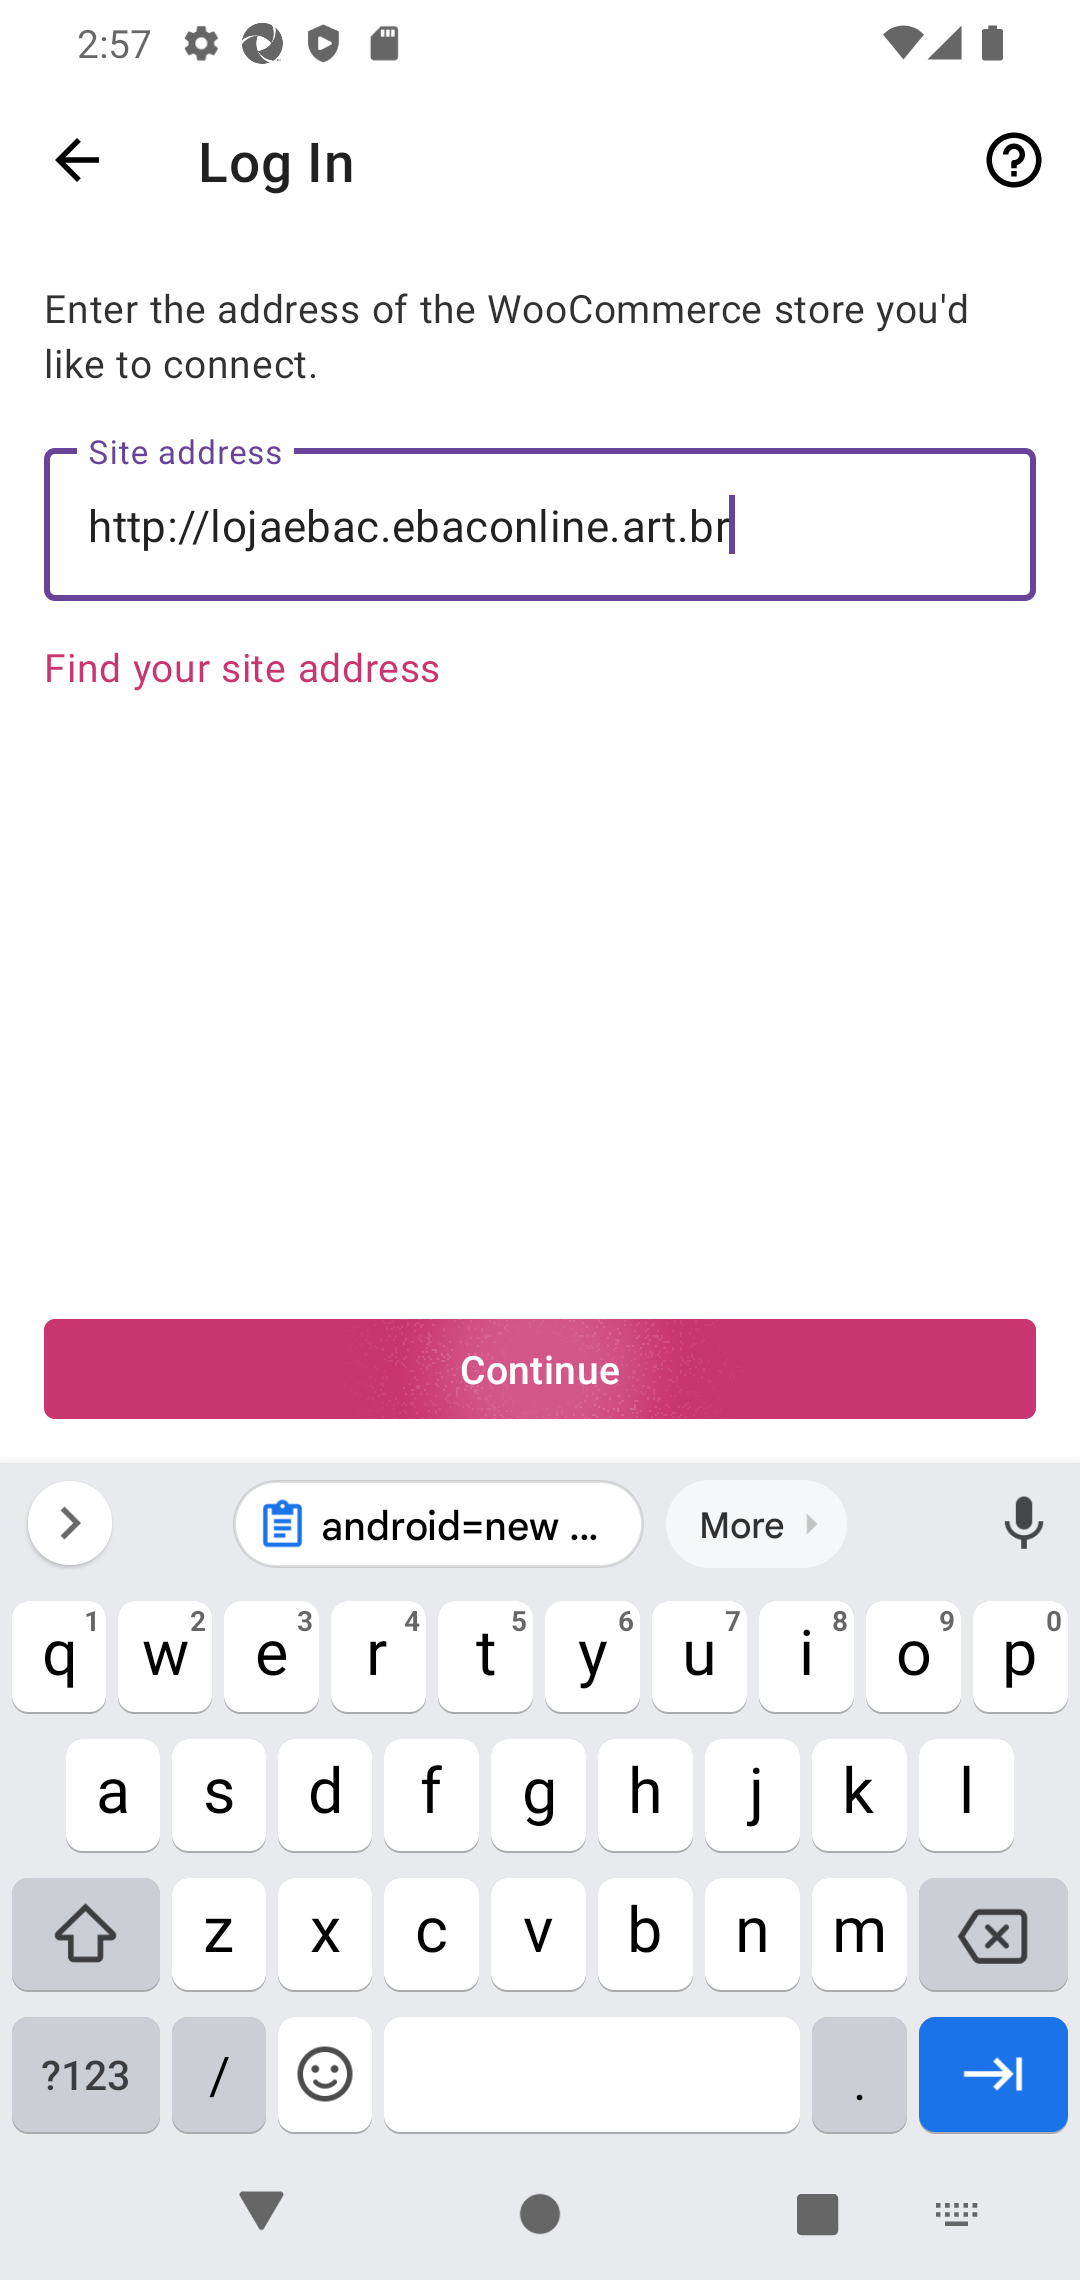 2:57
Log In
Enter the address of the WooCommerce store you'd
like to connect.
Site address
http://lojaebac.ebaconline.art.br
Find your site address
Continue
android=new ...
More
q 1 w 2 e 3 r 4 t 5 y 6 u 7 i 8 o 9 p 0
a s d f g h j k l
z x c v b n m
?123 / .